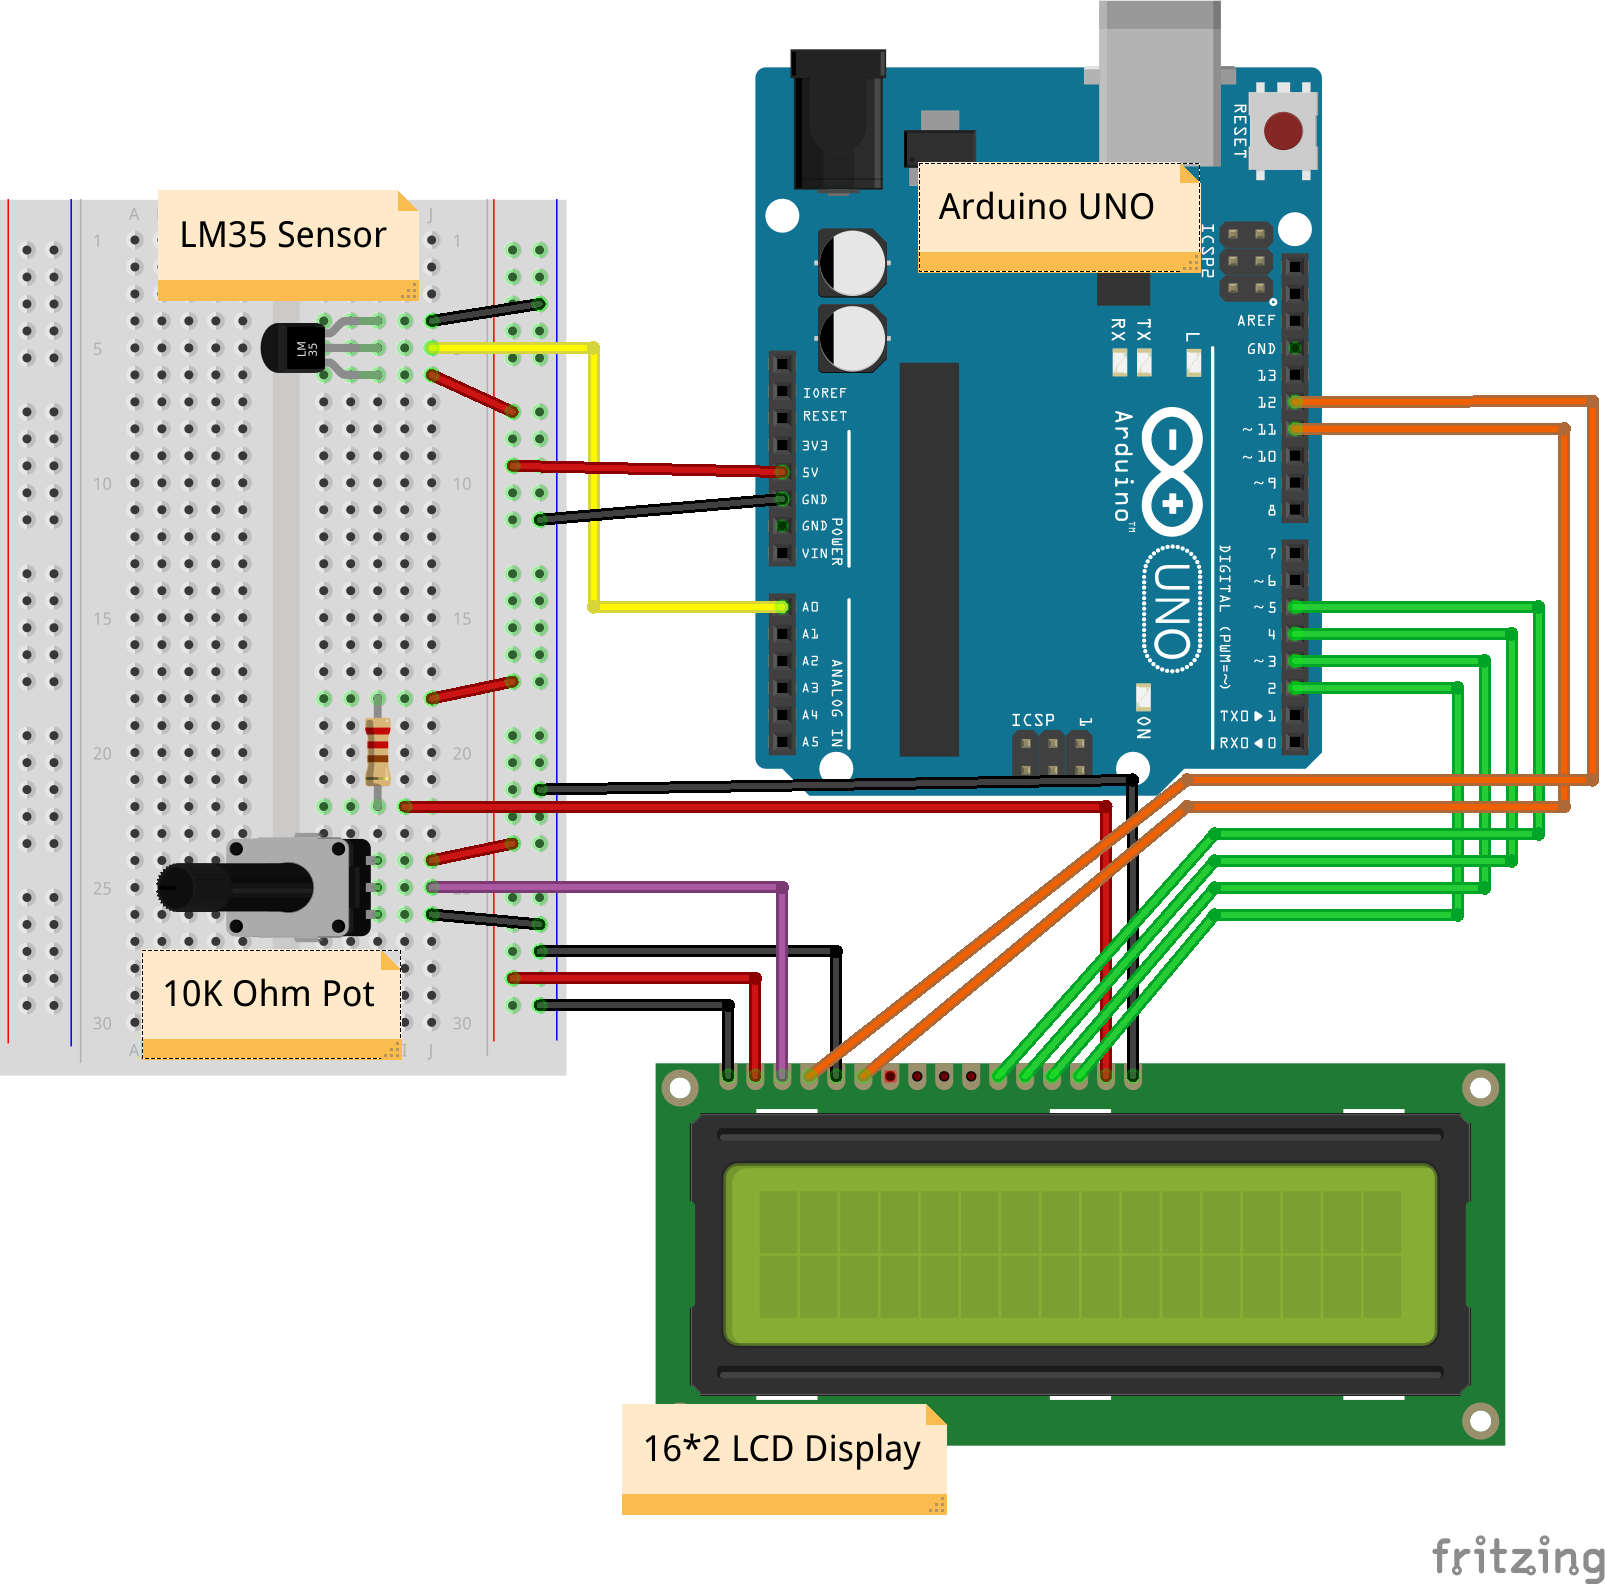 LM35 Sensor
Arduino UNO
RESET
ICSP2
A
J
1
1
5
10
10
15
15
20
20
25
30
30
A
I
J
LM
35
RX
TX
L
AREF
GND
13
12
~11
~10
~9
8
7
~6
~5
4
~3
2
TX0▶1
RX0◀0
DIGITAL (PWM=~)
IOREF
RESET
3V3
5V
GND
GND
VIN
POWER
A0
A1
A2
A3
A4
A5
ANALOG IN
Arduino™
UNO
ON
ICSP
1
10K Ohm Pot
16*2 LCD Display
fritzing